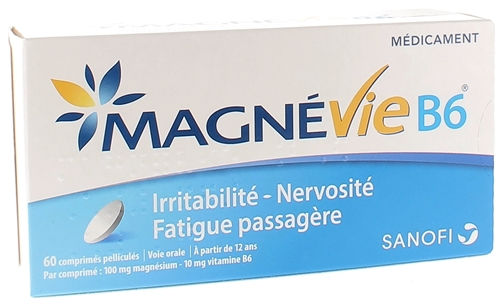 MÉDICAMENT
MAGNÉVie B6®
Irritabilité - Nervosité
Fatigue passagère
60 comprimés pelliculés | Voie orale | À partir de 12 ans
Par comprimé : 100 mg magnésium - 10 mg vitamine B6
SANOFI